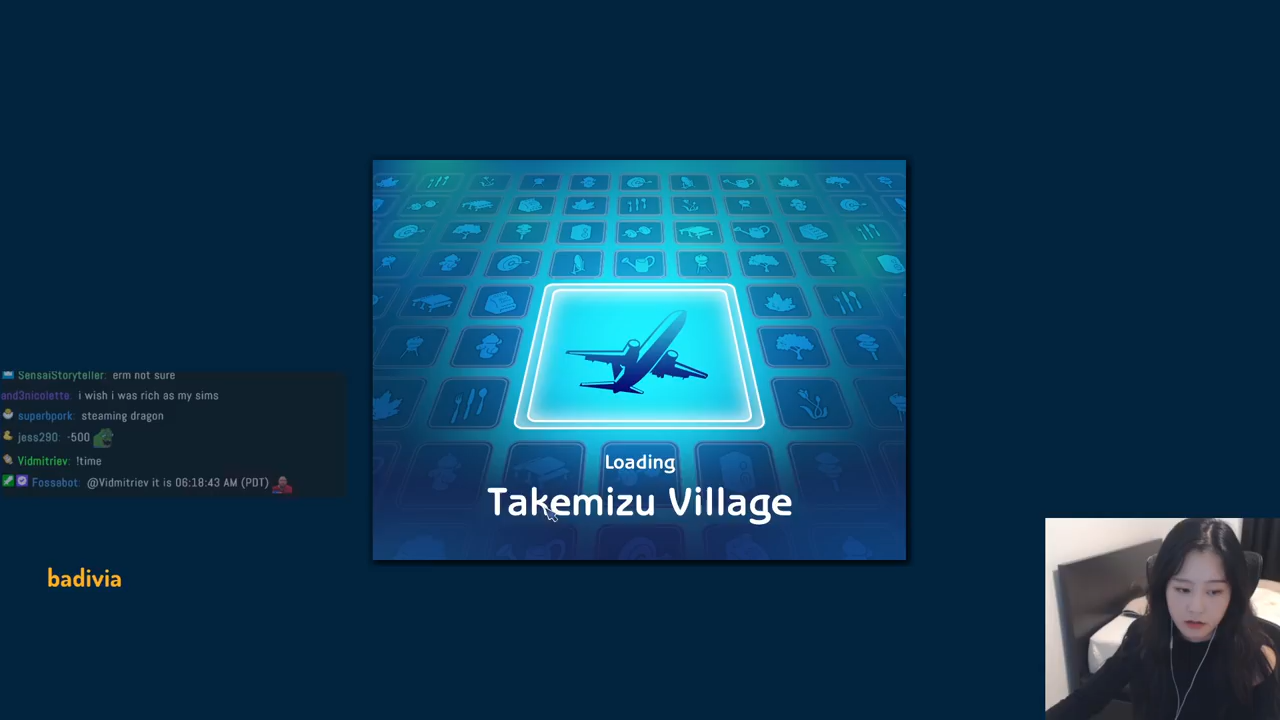 SensaiStoryteller: erm not sure
and3nicolette: i wish i was rich as my sims
superbpork: steaming dragon
jess290: -500
Vidmitriev: !time
Fossabot: @Vidmitriev it is 06:18:43 AM (PDT)
Loading
Takemizu Village
badivia